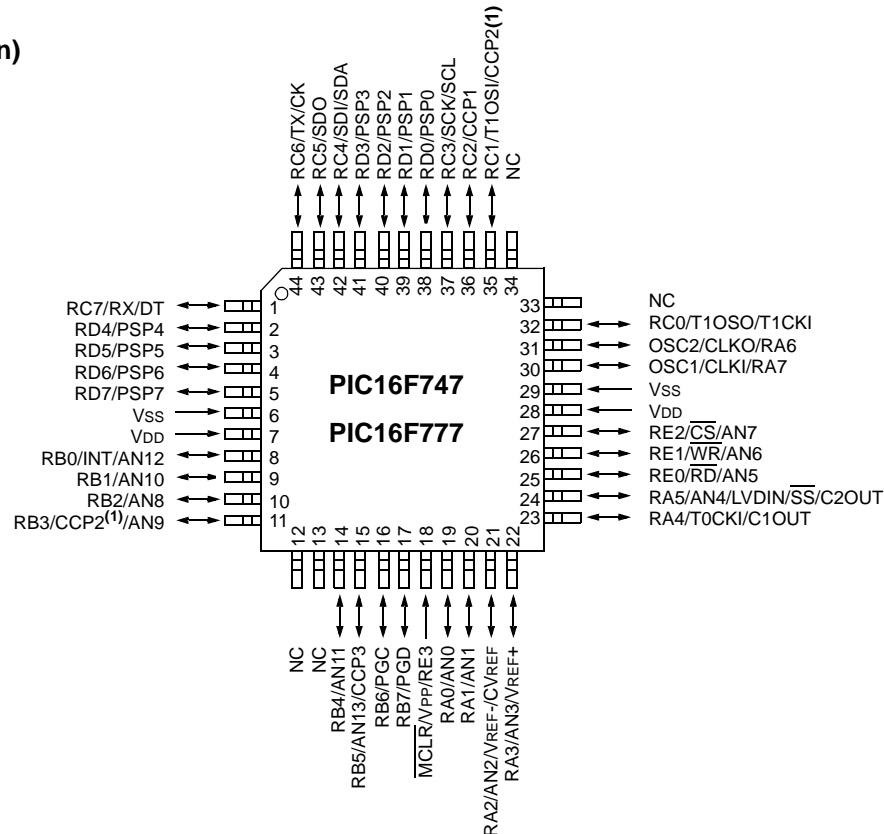 n)
RC6/TX/CK
RC5/SDO
RC4/SDI/SDA
RD3/PSP3
RD2/PSP2
RD1/PSP1
RD0/PSP0
RC3/SCK/SCL
RC2/CCP1
RC1/T1OSI/CCP2(1)
NC
44
43
42
41
40
39
38
37
36
35
34
RC7/RX/DT 1
RD4/PSP4 2
RD5/PSP5 3
RD6/PSP6 4
RD7/PSP7 5
VSS 6
VDD 7
RB0/INT/AN12 8
RB1/AN10 9
RB2/AN8 10
RB3/CCP2(1)/AN9 11
PIC16F747
PIC16F777
33 NC
32 RC0/T1OSO/T1CKI
31 OSC2/CLKO/RA6
30 OSC1/CLKI/RA7
29 VSS
28 VDD
27 RE2/C̅S̅/AN7
26 RE1/W̅R̅/AN6
25 RE0/R̅D̅/AN5
24 RA5/AN4/LVDIN/S̅S̅/C2OUT
23 RA4/T0CKI/C1OUT
12
13
14
15
16
17
18
19
20
21
22
NC
NC
RB4/AN11
RB5/AN13/CCP3
RB6/PGC
RB7/PGD
M̅C̅L̅R̅/VPP/RE3
RA0/AN0
RA1/AN1
RA2/AN2/VREF-/CVREF
RA3/AN3/VREF+